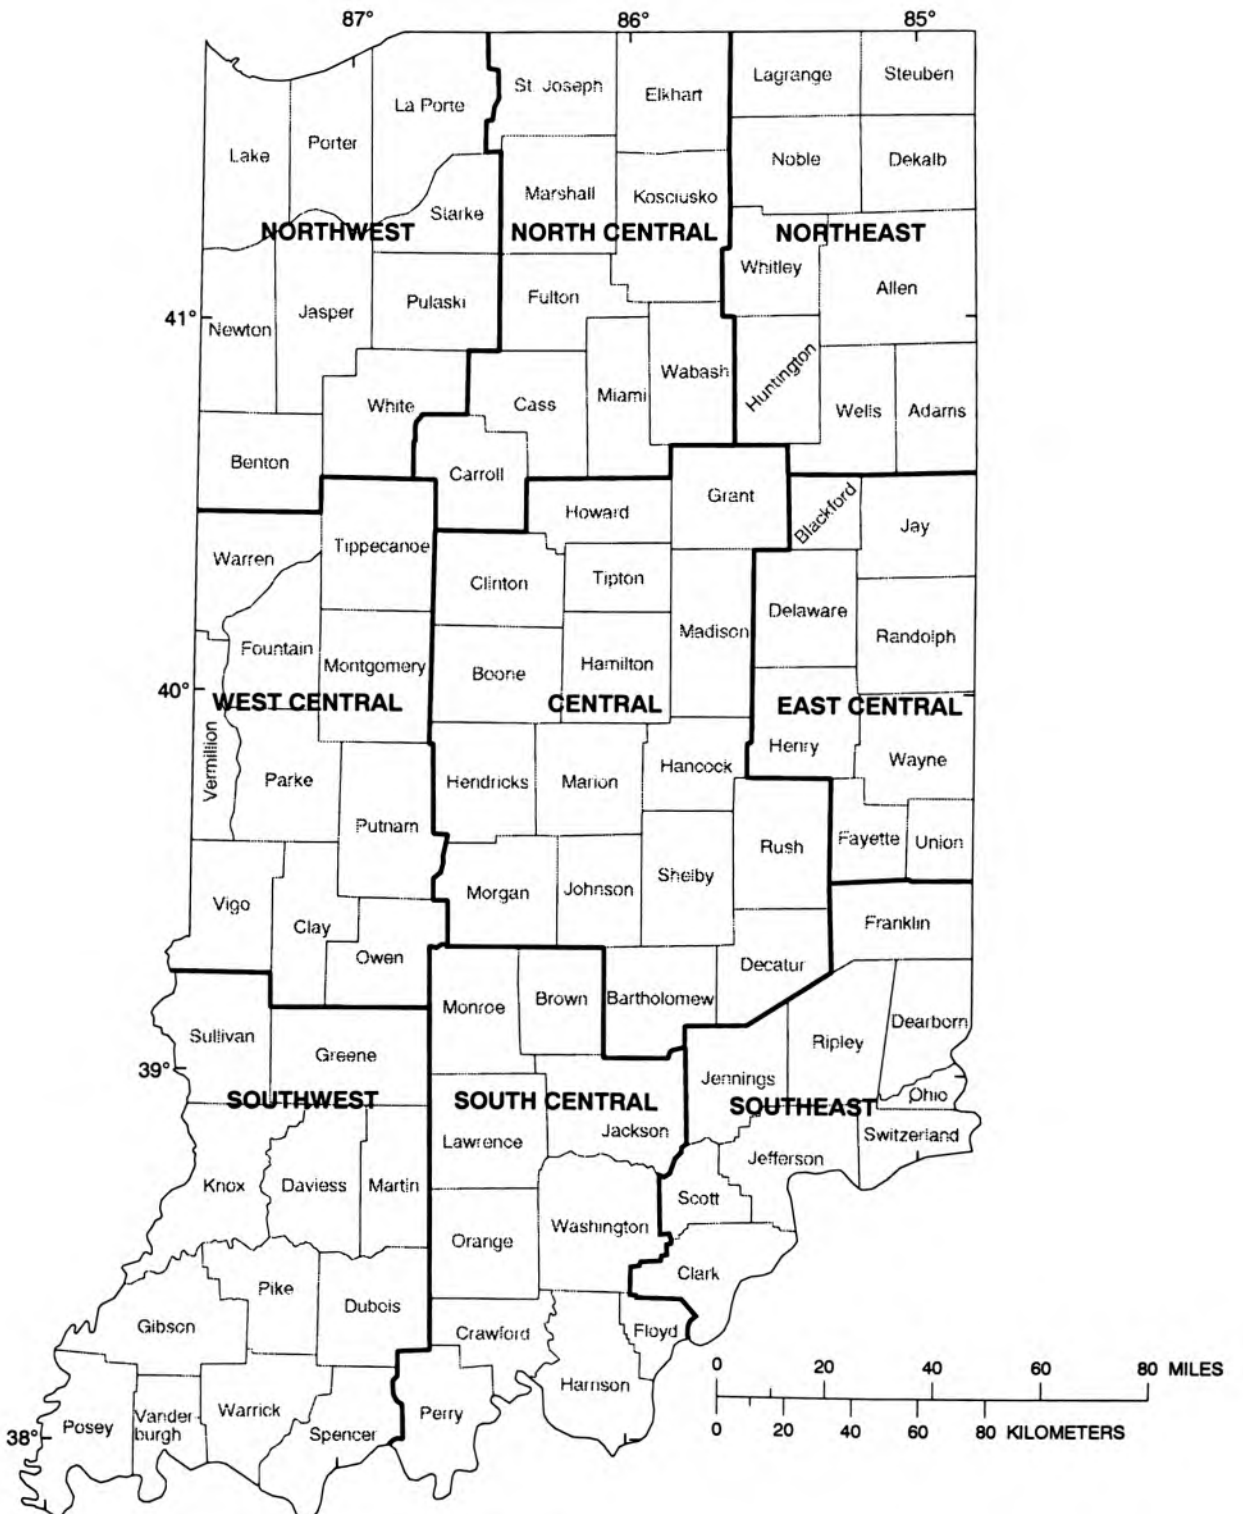 87° 86° 85°
Lagrange Steuben
St. Joseph
Elkhart
La Porte
Porter
Lake
Noble Dekalb
Marshall
Kosciusko
Starke
NORTHWEST NORTH CENTRAL NORTHEAST
Whitley
Allen
Fulton
Pulaski
Jasper
41°
Newton
Huntington
Wabash
Miami
Cass
White
Wells Adams
Benton
Carroll
Grant
Howard
Blackford
Jay
Tippecanoe
Warren
Clinton
Tipton
Delaware
Madison
Randolph
Fountain
Montgomery
Boone
Hamilton
40°
WEST CENTRAL CENTRAL EAST CENTRAL
Henry
Wayne
Vermillion
Parke
Hendricks
Marion
Hancock
Putnam
Rush
Fayette Union
Shelby
Morgan
Johnson
Vigo
Clay
Franklin
Owen
Decatur
Monroe
Brown
Bartholomew
Sullivan
Greene
Dearborn
Ripley
39°
Jennings
Ohio
SOUTHWEST SOUTH CENTRAL SOUTHEAST
Jackson
Lawrence
Switzerland
Jefferson
Knox
Daviess
Martin
Scott
Washington
Orange
Clark
Pike
Dubois
Gibson
Crawford
Floyd
Harrison
0 20 40 60 80 MILES
Warrick
Perry
Posey
Vander-
burgh
Spencer
38°
0 20 40 60 80 KILOMETERS